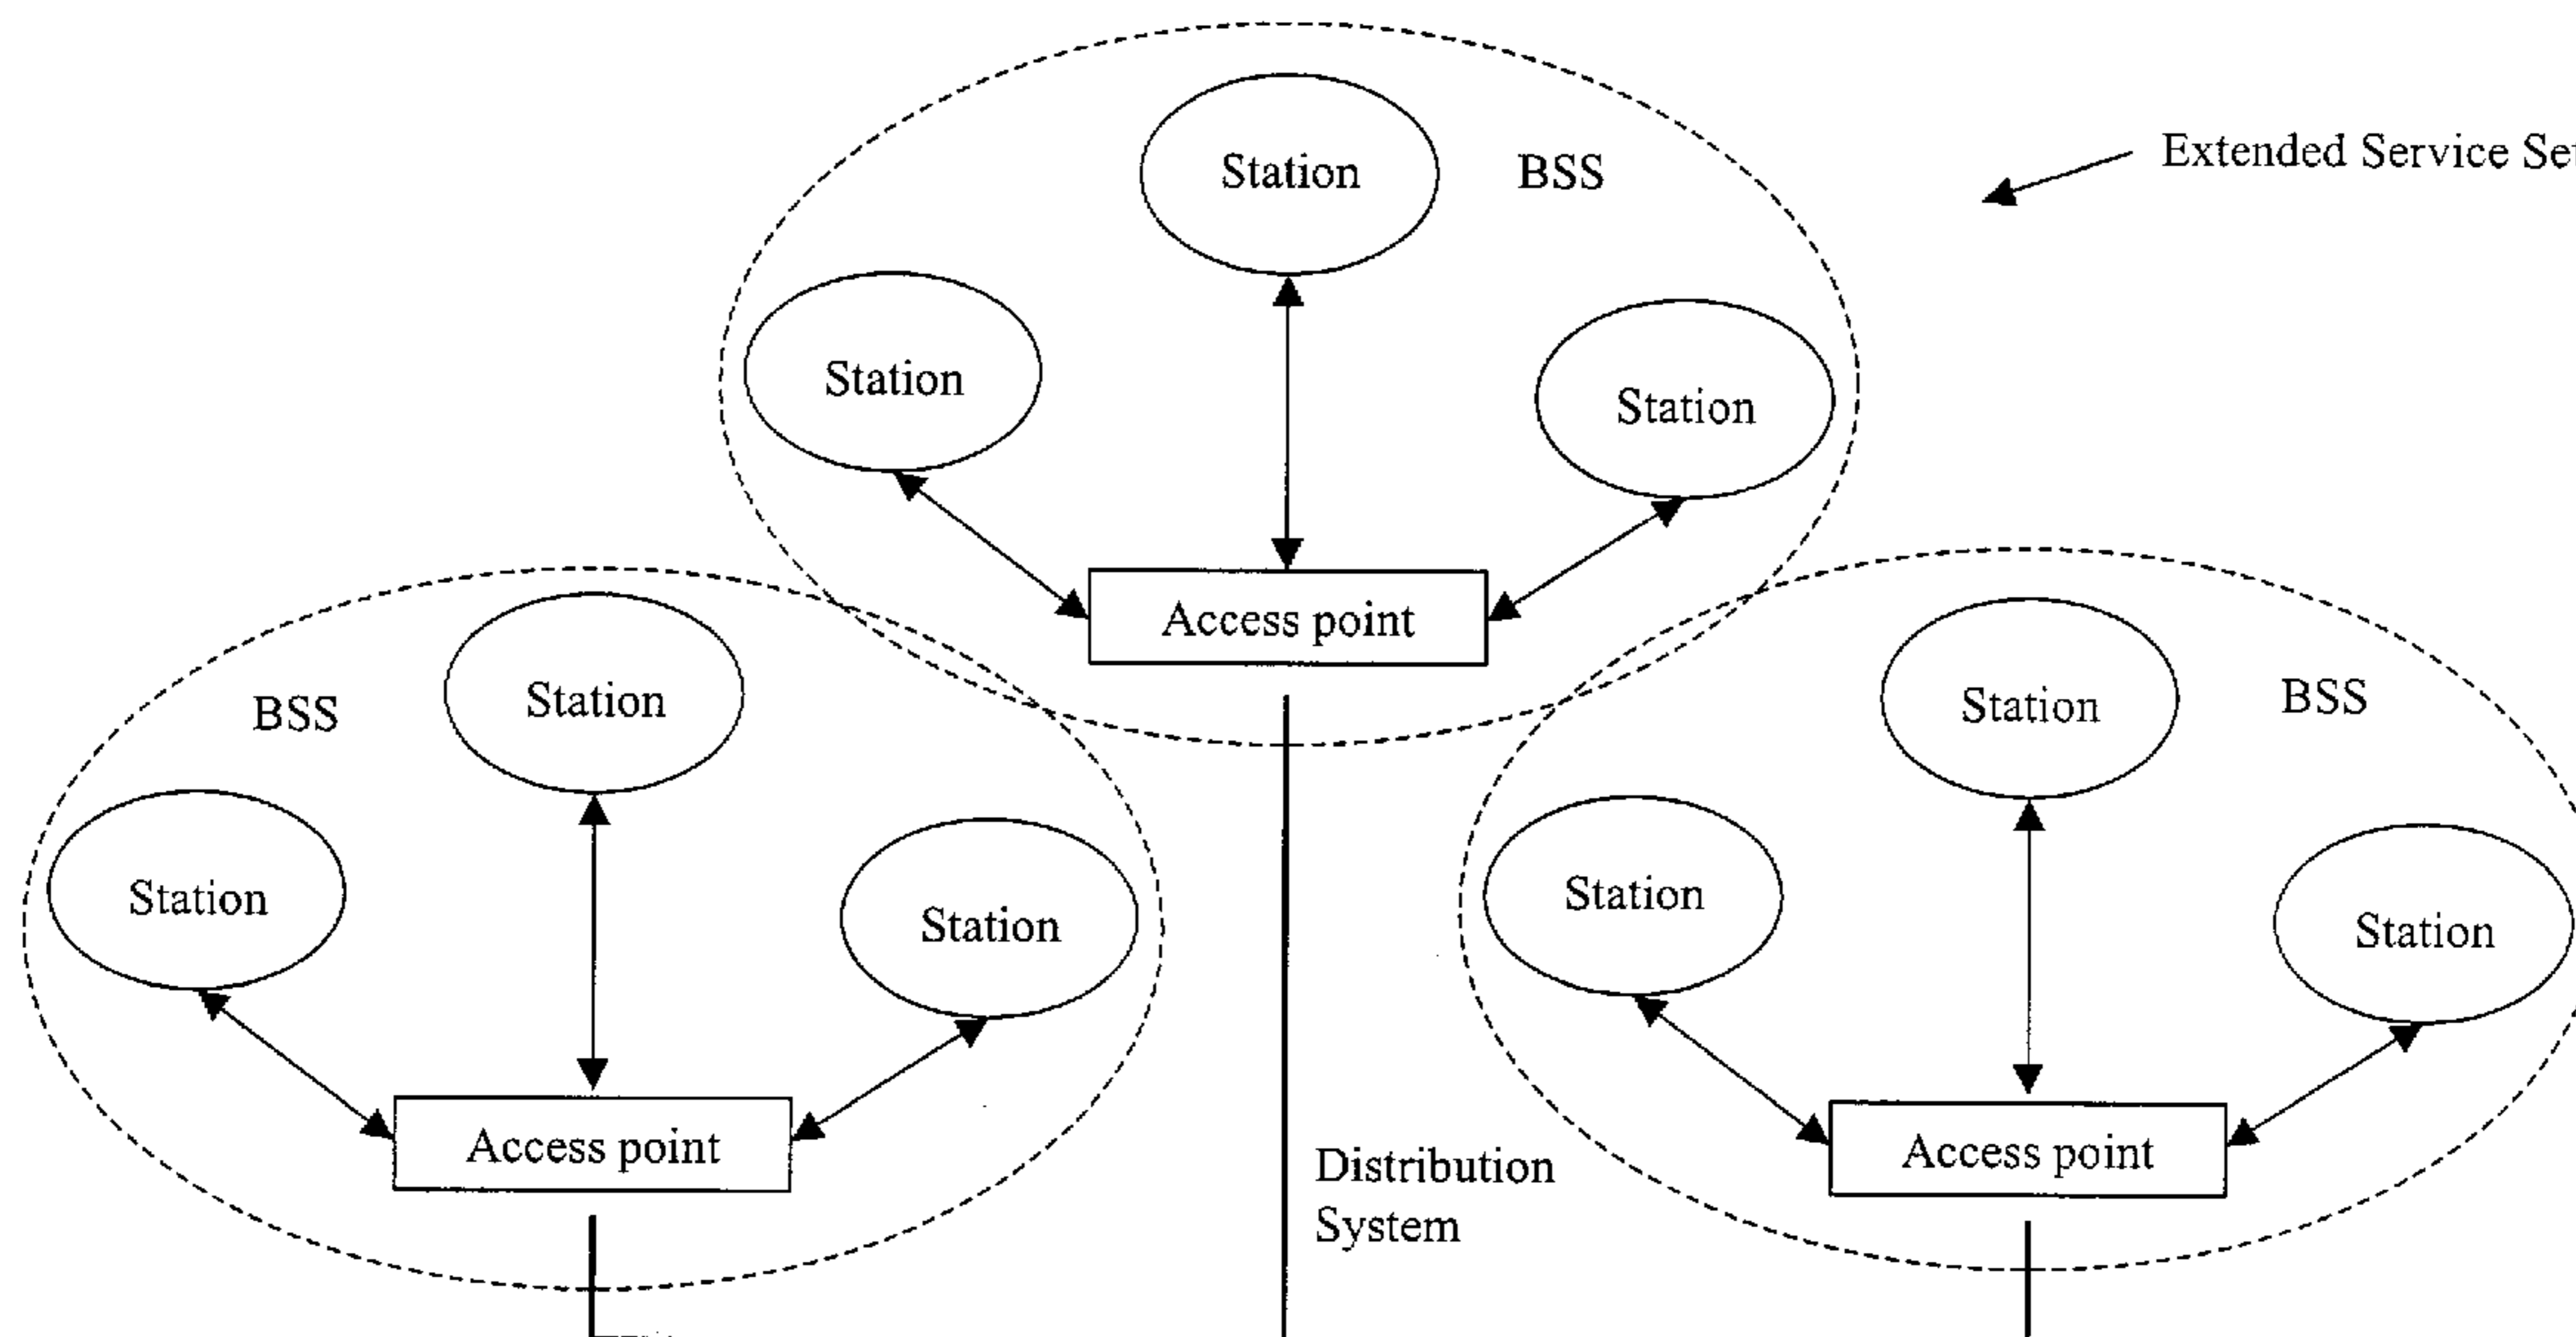 Extended Service Set
Station
BSS
Station
Station
Access point
BSS
Station
Station
Station
Access point
Station
BSS
Station
Station
Access point
Distribution
System